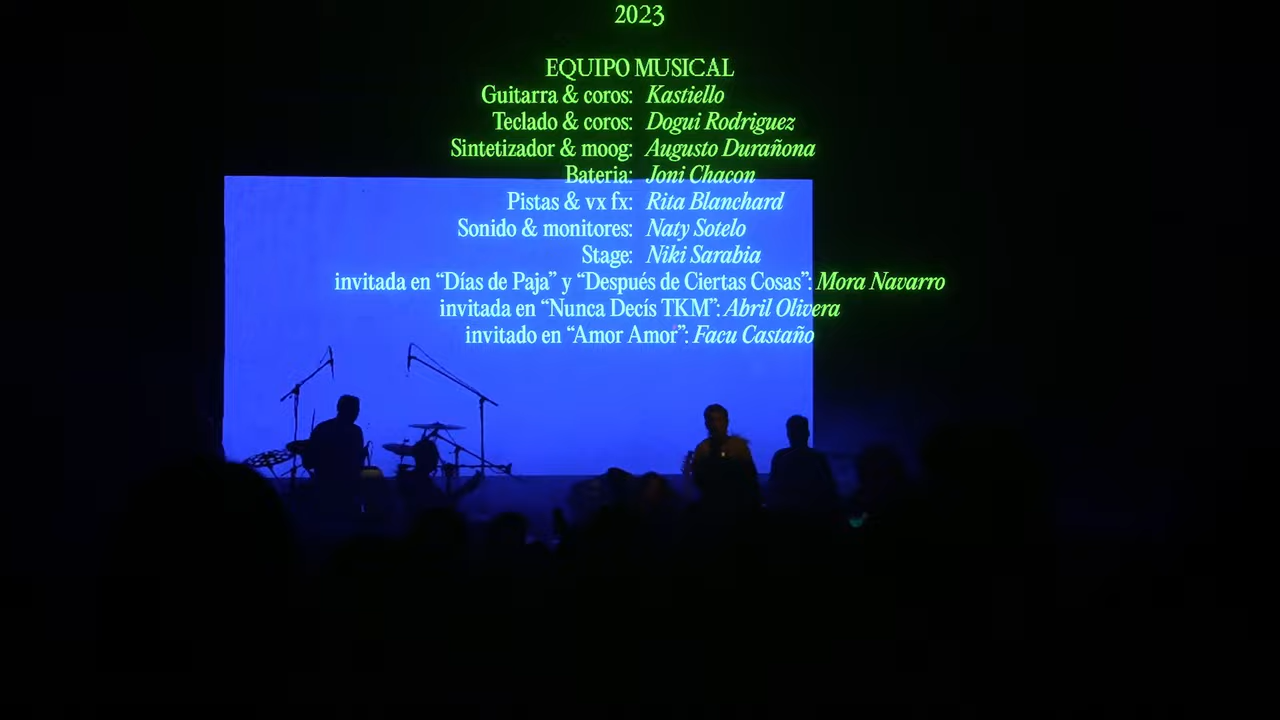 2023
EQUIPO MUSICAL
Guitarra & coros: Kastiello
Teclado & coros: Dogui Rodriguez
Sintetizador & moog: Augusto Durañona
Bateria: Joni Chacon
Pistas & vx fx: Rita Blanchard
Sonido & monitores: Naty Sotelo
Stage: Niki Sarabia
invitada en “Días de Paja” y “Después de Ciertas Cosas”: Mora Navarro
invitada en “Nunca Decís TKM”: Abril Olivera
invitado en “Amor Amor”: Facu Castaño